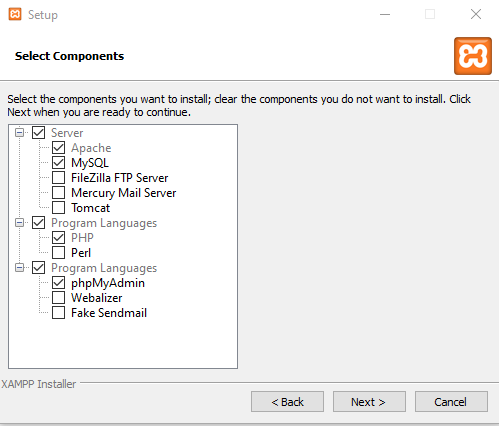 Setup
Select Components
Select the components you want to install; clear the components you do not want to install. Click
Next when you are ready to continue.
Server
Apache
MySQL
FileZilla FTP Server
Mercury Mail Server
Tomcat
Program Languages
PHP
Perl
Program Languages
phpMyAdmin
Webalizer
Fake Sendmail
XAMPP Installer
< Back
Next >
Cancel